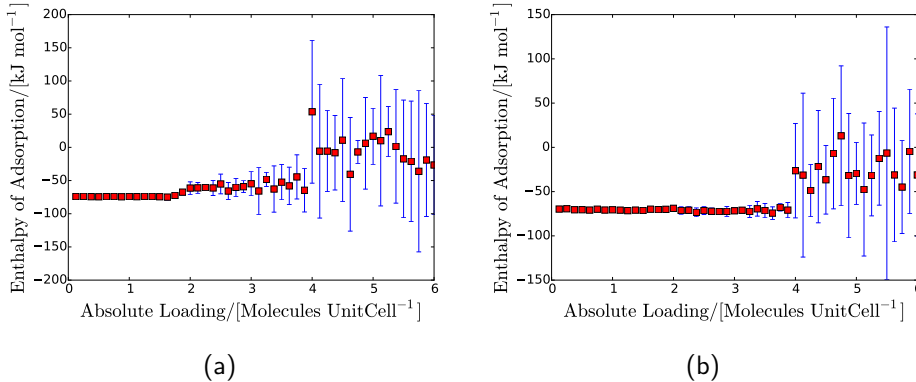 Enthalpy of Adsorption/[kJ mol⁻¹]
200
150
100
50
0
−50
−100
−150
−200
0 1 2 3 4 5 6
Absolute Loading/[Molecules UnitCell⁻¹]
(a)
Enthalpy of Adsorption/[kJ mol⁻¹]
150
100
50
0
−50
−100
−150
0 1 2 3 4 5 6
Absolute Loading/[Molecules UnitCell⁻¹]
(b)